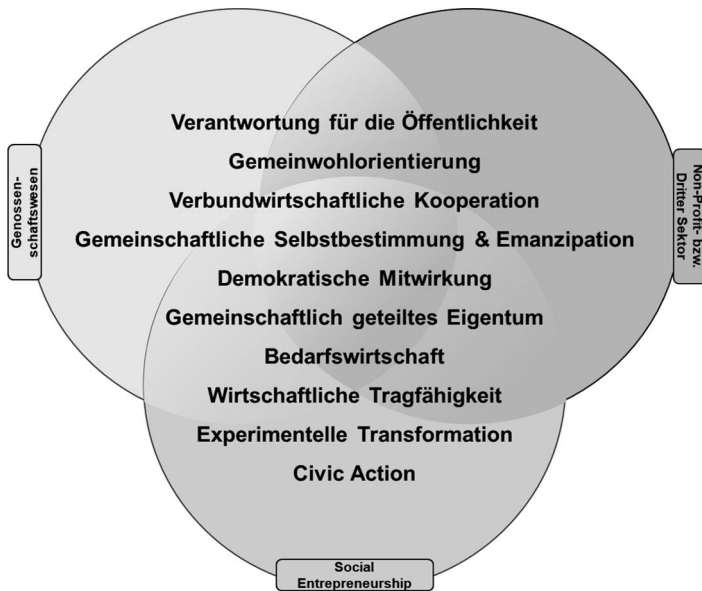 Verantwortung für die Öffentlichkeit
Gemeinwohlorientierung
Verbundwirtschaftliche Kooperation
Gemeinschaftliche Selbstbestimmung & Emanzipation
Demokratische Mitwirkung
Gemeinschaftlich geteiltes Eigentum
Bedarfswirtschaft
Wirtschaftliche Tragfähigkeit
Experimentelle Transformation
Civic Action
Genossen-
schaftswesen
Non-Profit- bzw.
Dritter Sektor
Social
Entrepreneurship